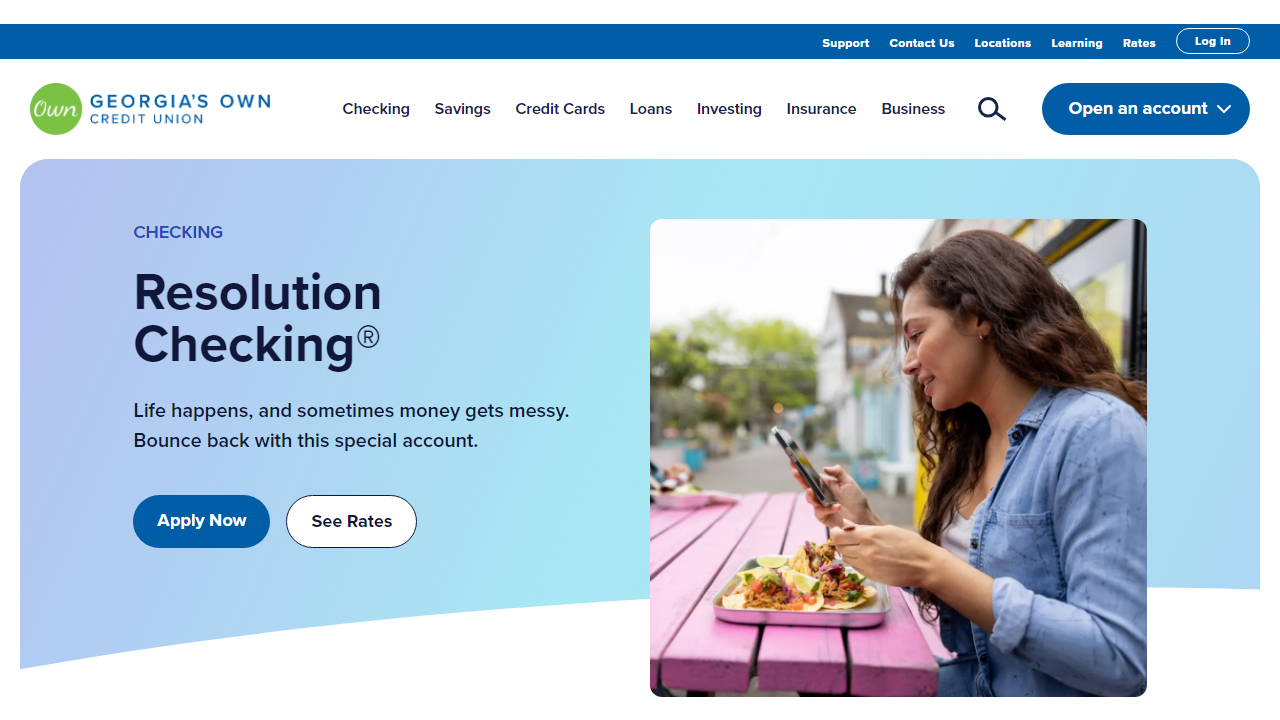 Support Contact Us Locations Learning Rates Log In
Own GEORGIA'S OWN
CREDIT UNION
Checking Savings Credit Cards Loans Investing Insurance Business Open an account
CHECKING
Resolution
Checking®
Life happens, and sometimes money gets messy.
Bounce back with this special account.
Apply Now See Rates